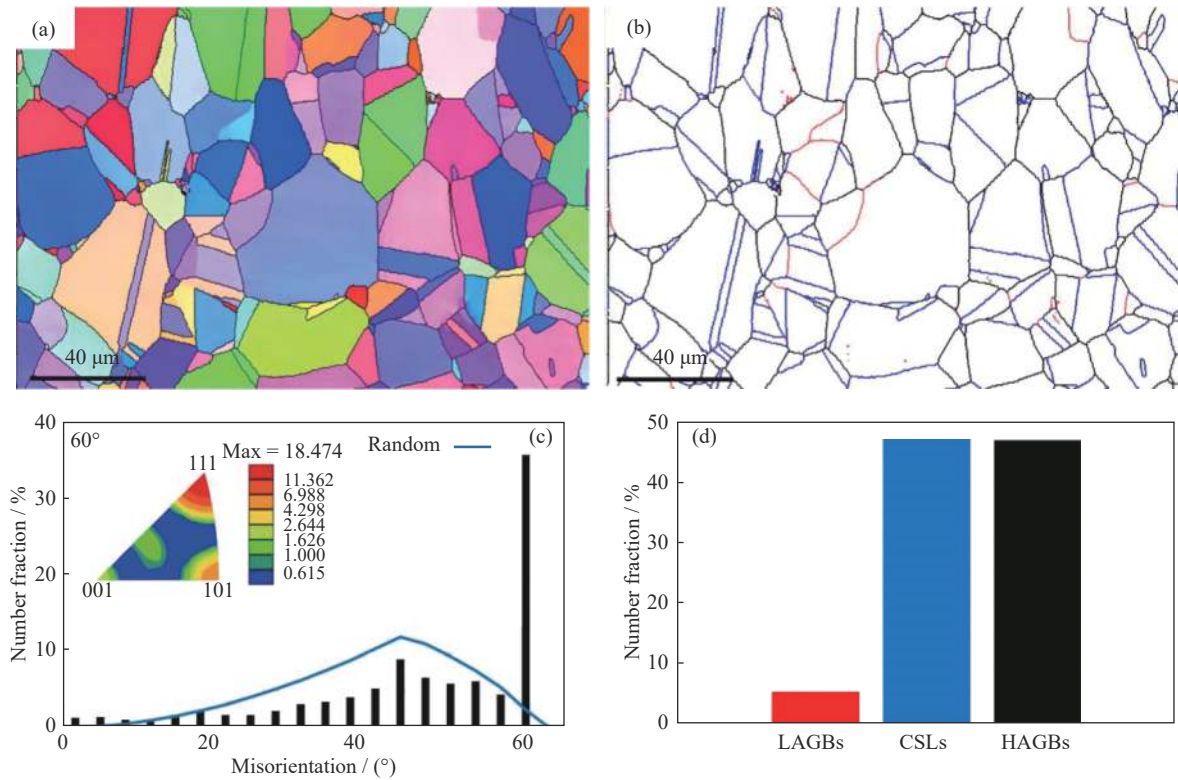 (a)
40 μm
(b)
40 μm
(c)
60°
Max = 18.474
Random
111
001
101
11.362
6.988
4.298
2.644
1.626
1.000
0.615
Number fraction / %
40
30
20
10
0
0
20
40
60
Misorientation / (°)
(d)
Number fraction / %
50
40
30
20
10
0
LAGBs
CSLs
HAGBs